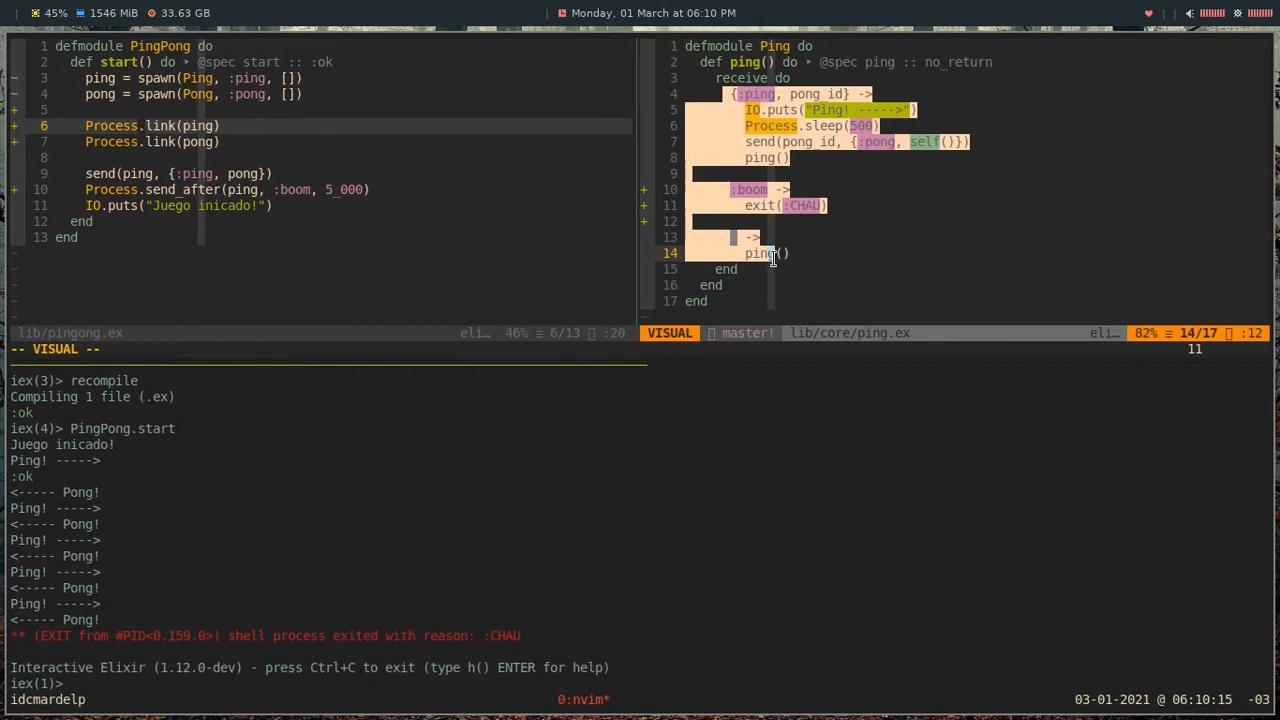 45% 1546 MiB 33.63 GB Monday, 01 March at 06:10 PM
1 defmodule PingPong do
2 def start() do ‣ @spec start :: :ok
~ 3 ping = spawn(Ping, :ping, [])
~ 4 pong = spawn(Pong, :pong, [])
+ 5
+ 6 Process.link(ping)
+ 7 Process.link(pong)
8
9 send(ping, {:ping, pong})
+ 10 Process.send_after(ping, :boom, 5_000)
11 IO.puts("Juego inicado!")
12 end
13 end
~
~
~
~
lib/pingong.ex eli… 46% ≡ 6/13 :20
1 defmodule Ping do
2 def ping() do ‣ @spec ping :: no_return
3 receive do
4 {:ping, pong_id} ->
5 IO.puts("Ping! ----->")
6 Process.sleep(500)
7 send(pong_id, {:pong, self()})
8 ping()
9
+ 10 :boom ->
+ 11 exit(:CHAU)
+ 12
13 _ ->
14 ping()
15 end
16 end
17 end
~
VISUAL master! lib/core/ping.ex eli… 82% ≡ 14/17 :12
-- VISUAL -- 11
iex(3)> recompile
Compiling 1 file (.ex)
:ok
iex(4)> PingPong.start
Juego inicado!
Ping! ----->
:ok
<----- Pong!
Ping! ----->
<----- Pong!
Ping! ----->
<----- Pong!
Ping! ----->
<----- Pong!
Ping! ----->
<----- Pong!
** (EXIT from #PID<0.159.0>) shell process exited with reason: :CHAU
Interactive Elixir (1.12.0-dev) - press Ctrl+C to exit (type h() ENTER for help)
iex(1)>
idcmardelp 0:nvim* 03-01-2021 @ 06:10:15 -03